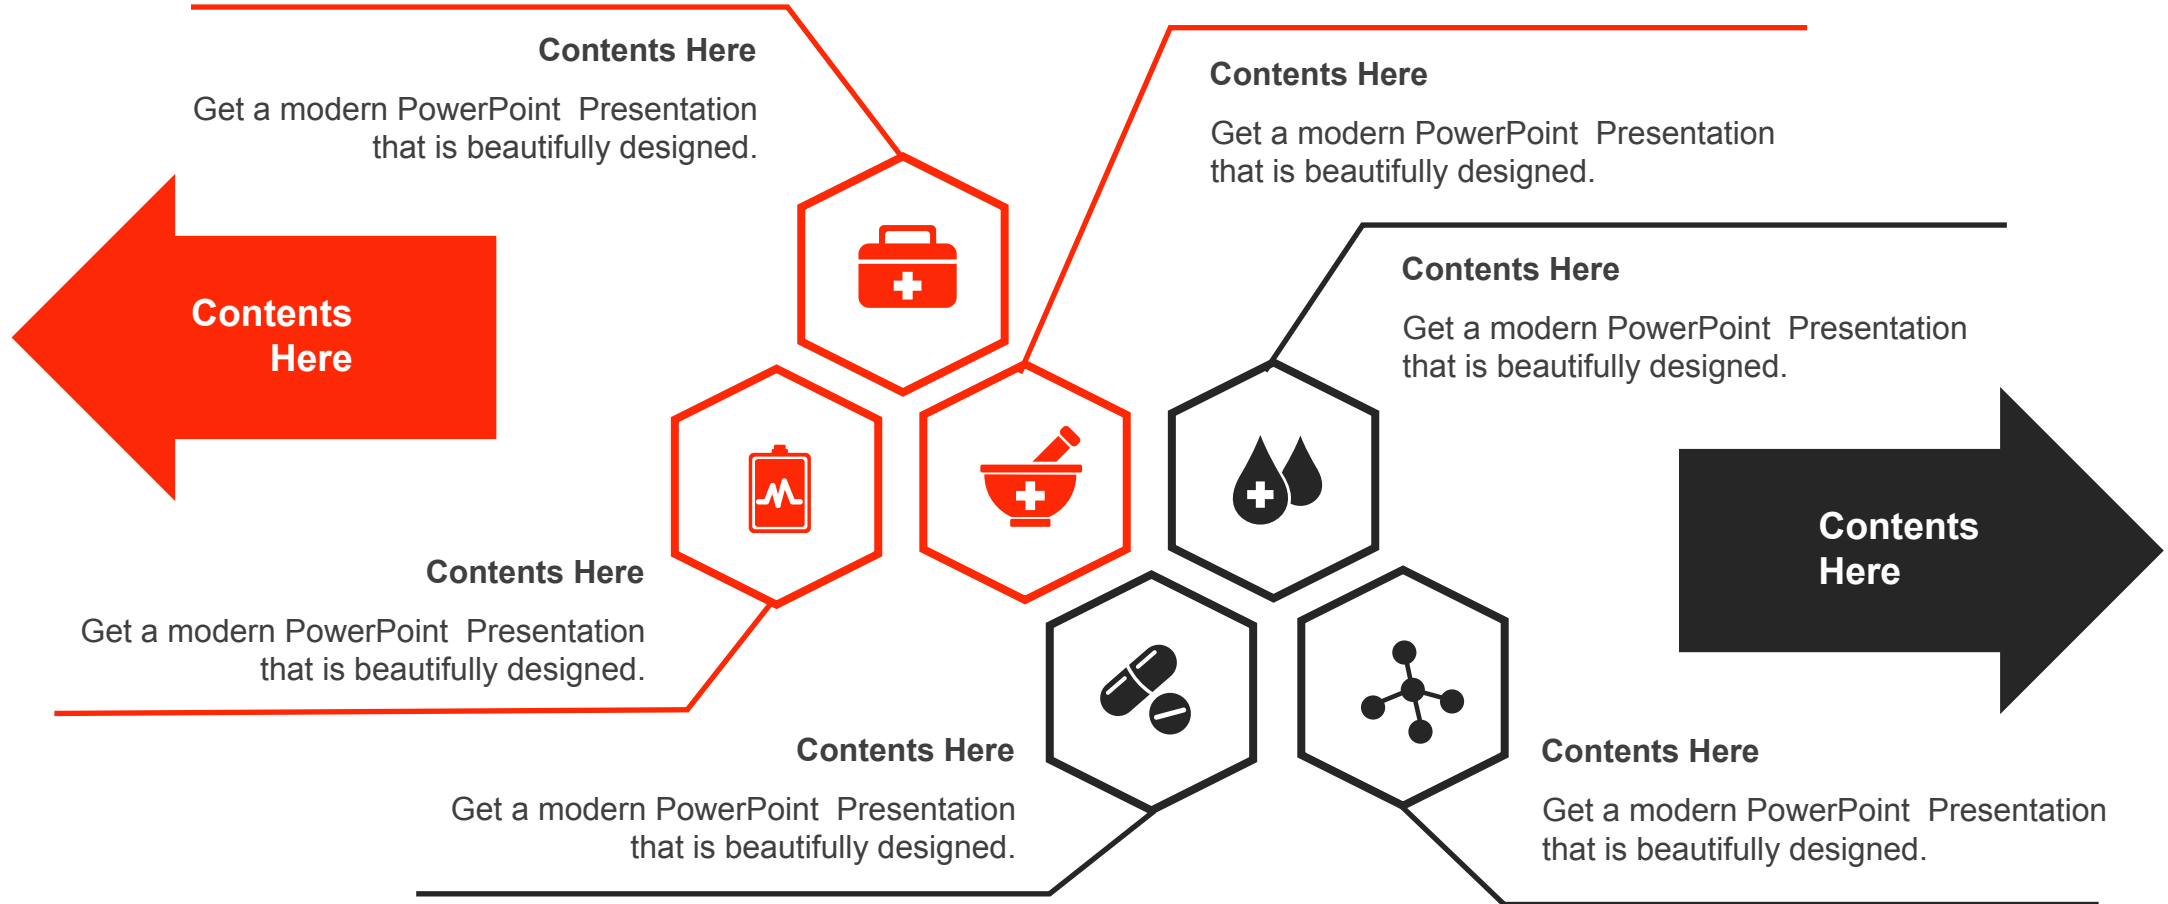 Contents Here
Get a modern PowerPoint  Presentation
that is beautifully designed.
Contents Here
Get a modern PowerPoint  Presentation
that is beautifully designed.
Contents Here
Get a modern PowerPoint  Presentation
that is beautifully designed.
Contents
Here
Contents
Here
Contents Here
Get a modern PowerPoint  Presentation
that is beautifully designed.
Contents Here
Get a modern PowerPoint  Presentation
that is beautifully designed.
Contents Here
Get a modern PowerPoint  Presentation
that is beautifully designed.